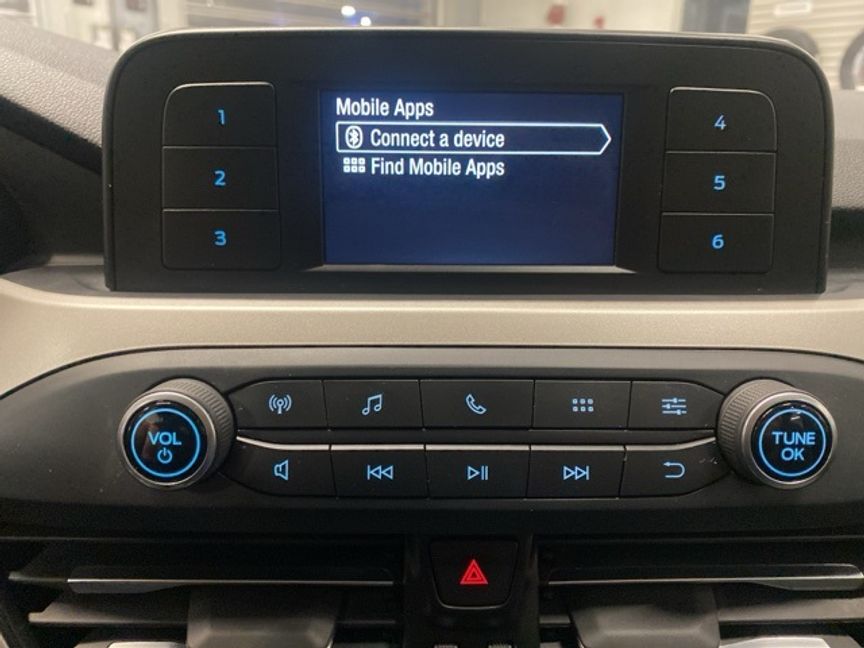 Mobile Apps
Connect a device
Find Mobile Apps
1
2
3
4
5
6
VOL
TUNE
OK